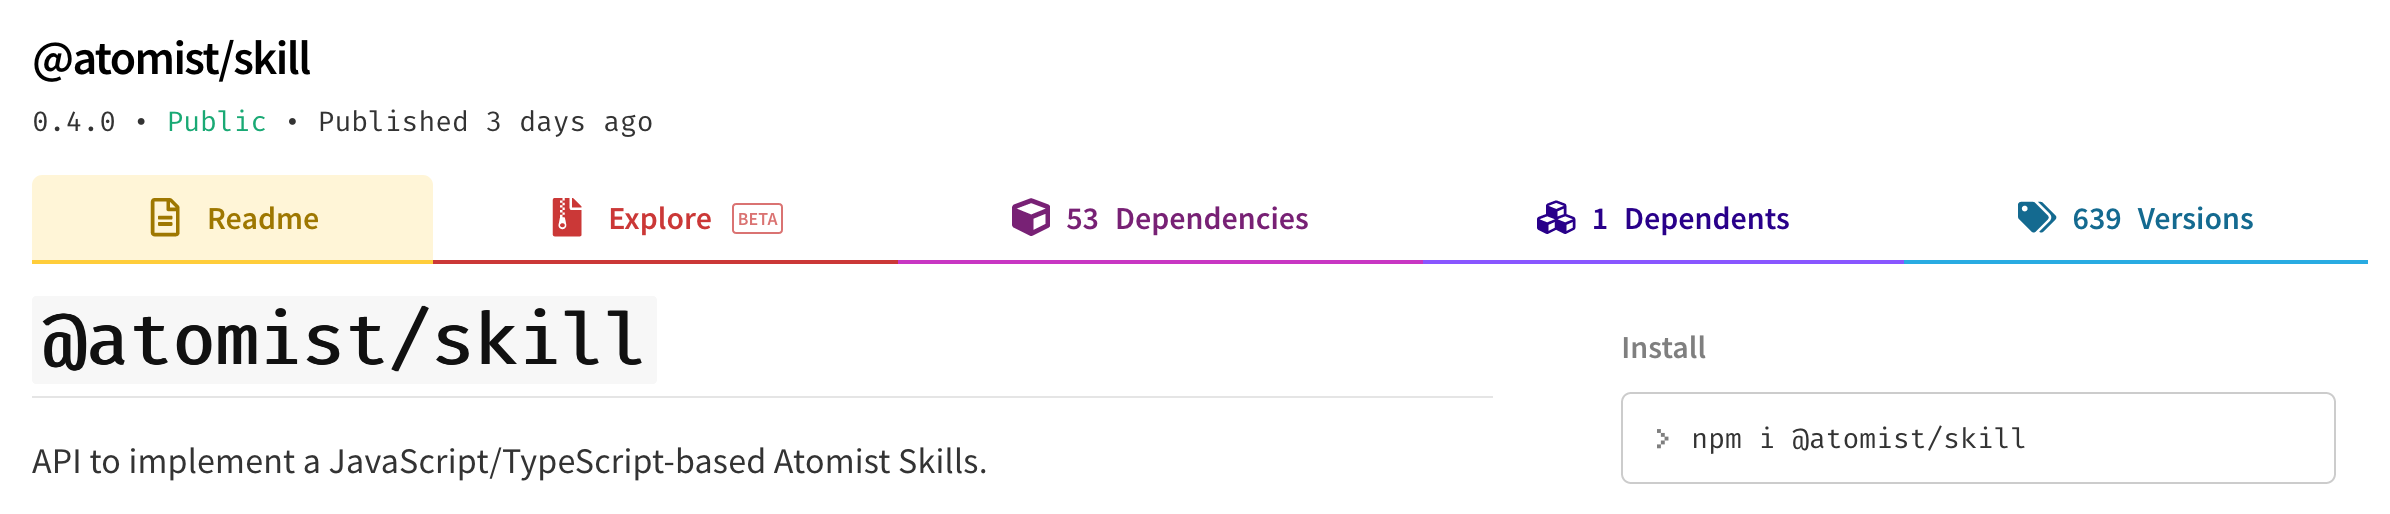 @atomist/skill
0.4.0 • Public • Published 3 days ago
Readme Explore BETA 53 Dependencies 1 Dependents 639 Versions
@atomist/skill
API to implement a JavaScript/TypeScript-based Atomist Skills.
Install
> npm i @atomist/skill